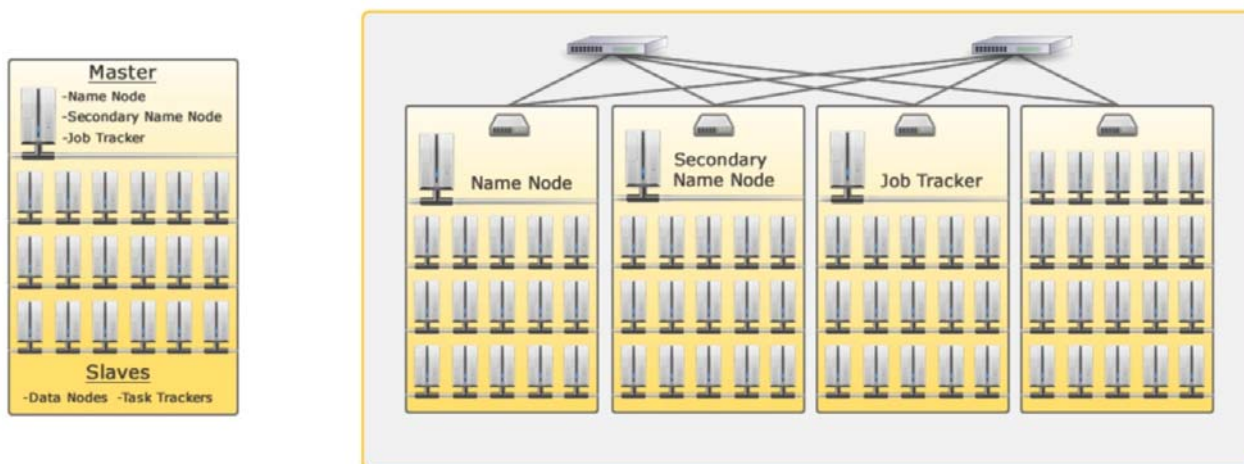 Master
-Name Node
-Secondary Name Node
-Job Tracker
Slaves
-Data Nodes -Task Trackers
Name Node
Secondary
Name Node
Job Tracker